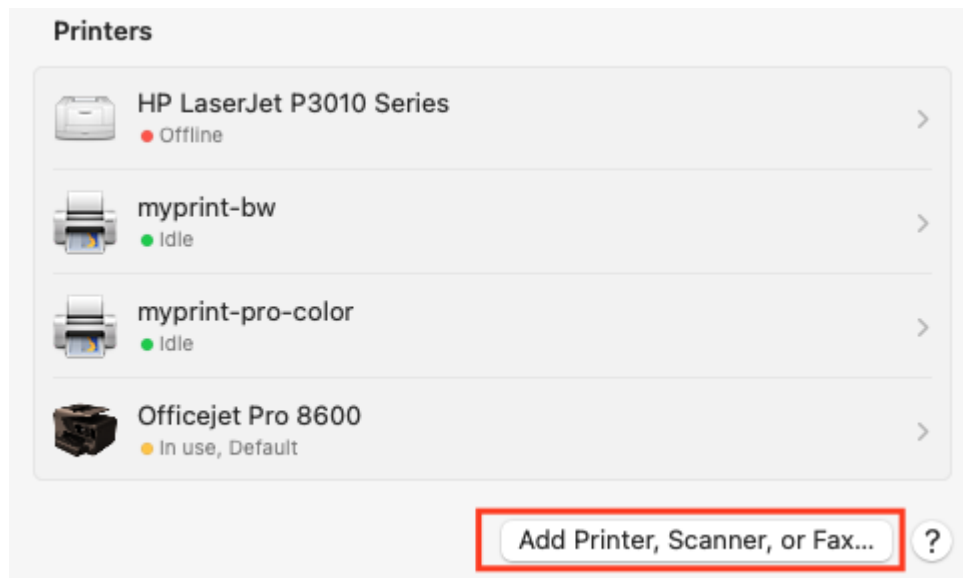 Printers
HP LaserJet P3010 Series
Offline
myprint-bw
Idle
myprint-pro-color
Idle
Officejet Pro 8600
In use, Default
Add Printer, Scanner, or Fax...
?